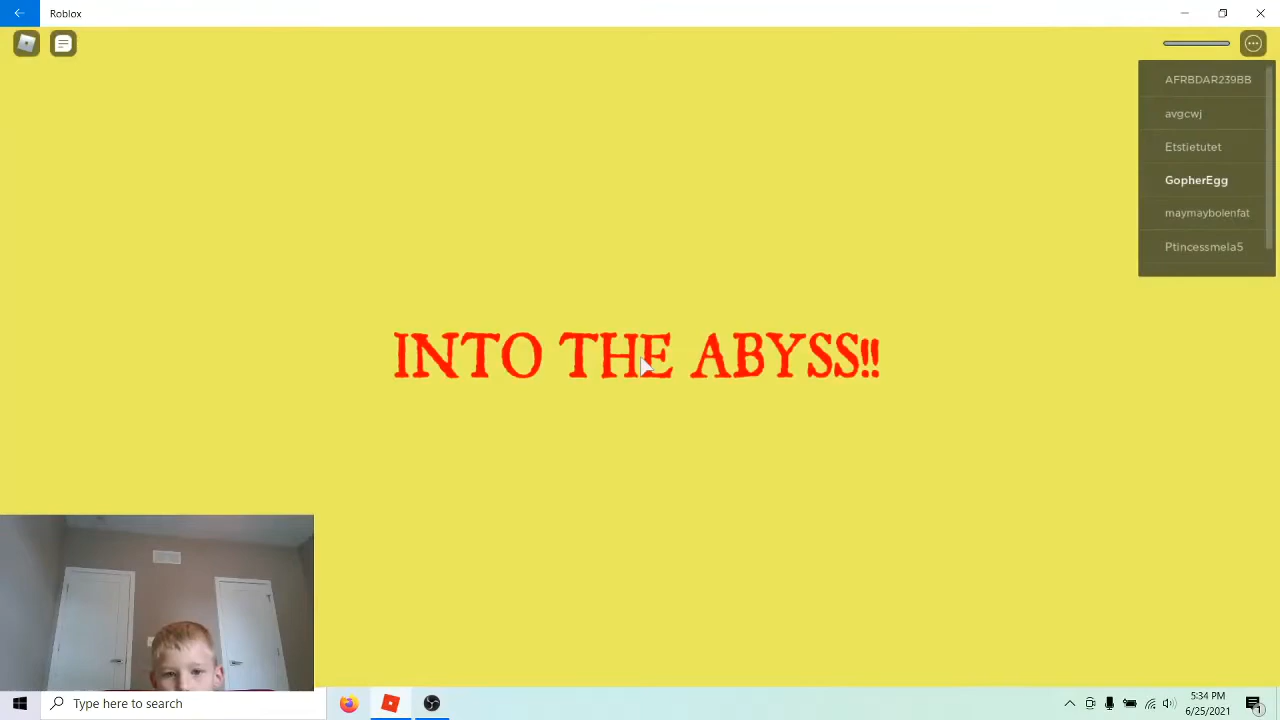 Roblox
AFRBDAR239BB
avgcwj
Etstietutet
GopherEgg
maymaybolenfat
Ptincessmela5
INTO THE ABYSS!!
Type here to search
5:34 PM
6/25/2021
1